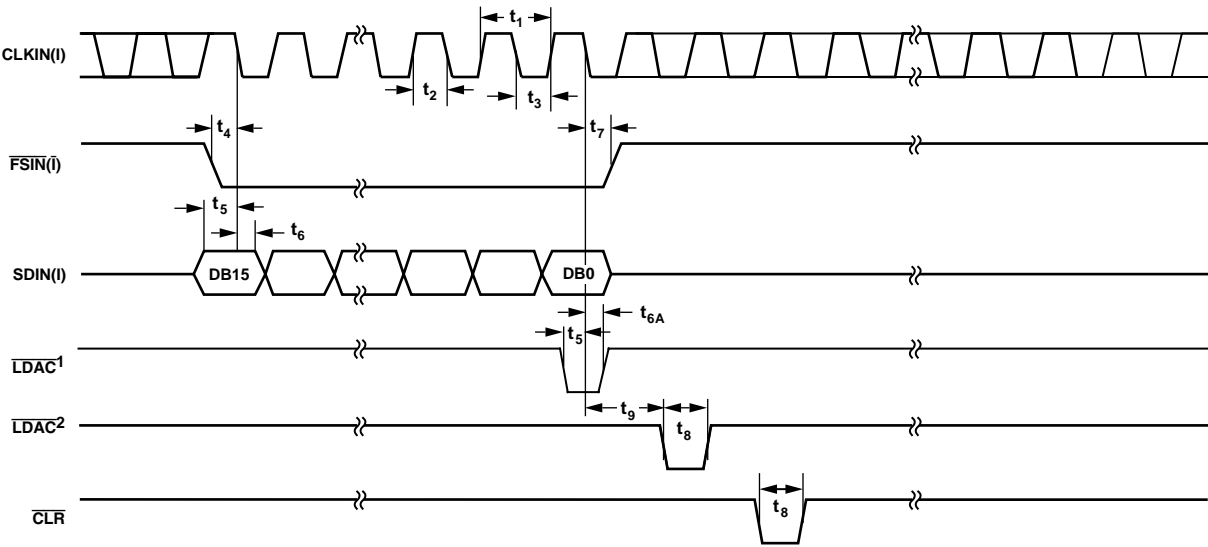 t1
CLKIN(I)
t2
t3
t4
t7
FSIN(I)
t5
t6
SDIN(I)
DB15
DB0
t6A
t5
LDAC1
t9
LDAC2
t8
CLR
t8